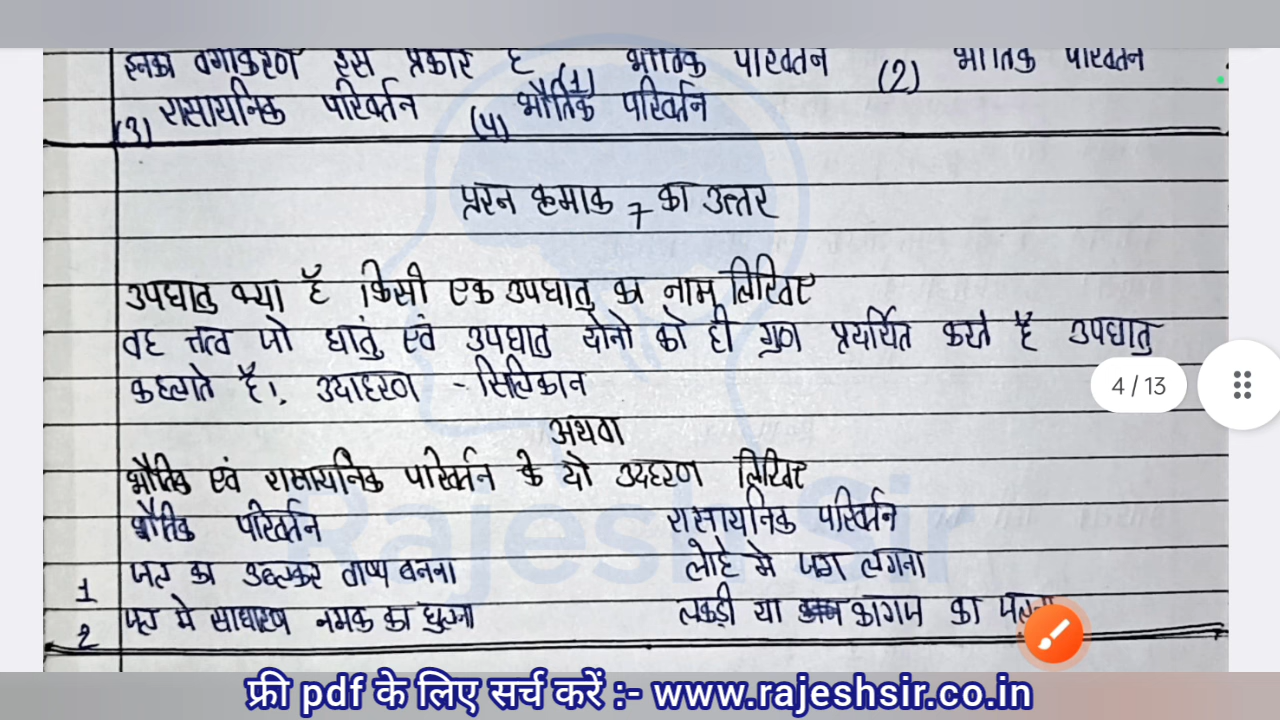 इनका वर्गीकरण इस प्रकार है (1) भौतिक परिवर्तन (2) भौतिक परिवर्तन
(3) रासायनिक परिवर्तन (4) भौतिक परिवर्तन
प्रश्न क्रमाक 7 का उत्तर
उपधातु क्या है किसी एक उपधातु का नाम लिखिए
वह तत्व जो धातु एवं उपधातु दोनो को ही गुण प्रदर्शित करते है उपधातु
कहलाते है। उदाहरण - सिलिकान
4 / 13
अथवा
भौतिक एवं रासायनिक परिवर्तन के दो उदहरण लिखिए
भौतिक परिवर्तन रासायनिक परिवर्तन
1 जल का उबलकर वाष्प बनना लोहे मे जंग लगना
2 जल मे साधारण नमक का घुलना लकड़ी या कागज का
Rajesh Sir
फ्री pdf के लिए सर्च करें :- www.rajeshsir.co.in